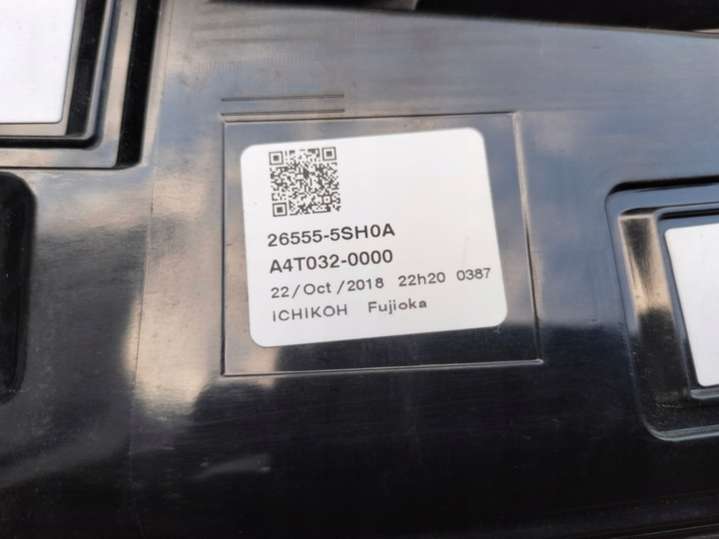 26555-5SH0A
A4T032-0000
22/Oct/2018 22h20 0387
ICHIKOH Fujioka